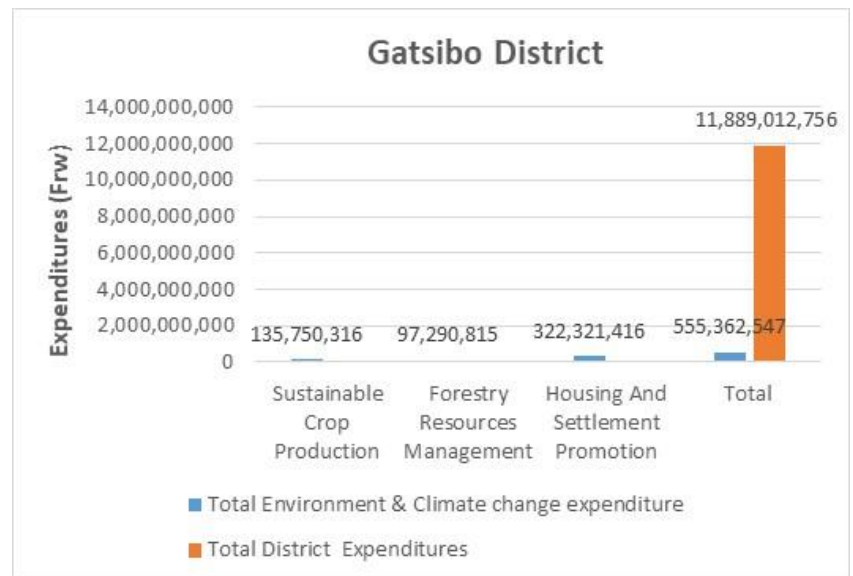 Gatsibo District
Expenditures (Frw)
14,000,000,000
12,000,000,000
10,000,000,000
8,000,000,000
6,000,000,000
4,000,000,000
2,000,000,000
0
11,889,012,756
135,750,316 97,290,815 322,321,416 555,362,547
Sustainable Forestry Housing And Total
Crop Resources Settlement
Production Management Promotion
Total Environment & Climate change expenditure
Total District Expenditures